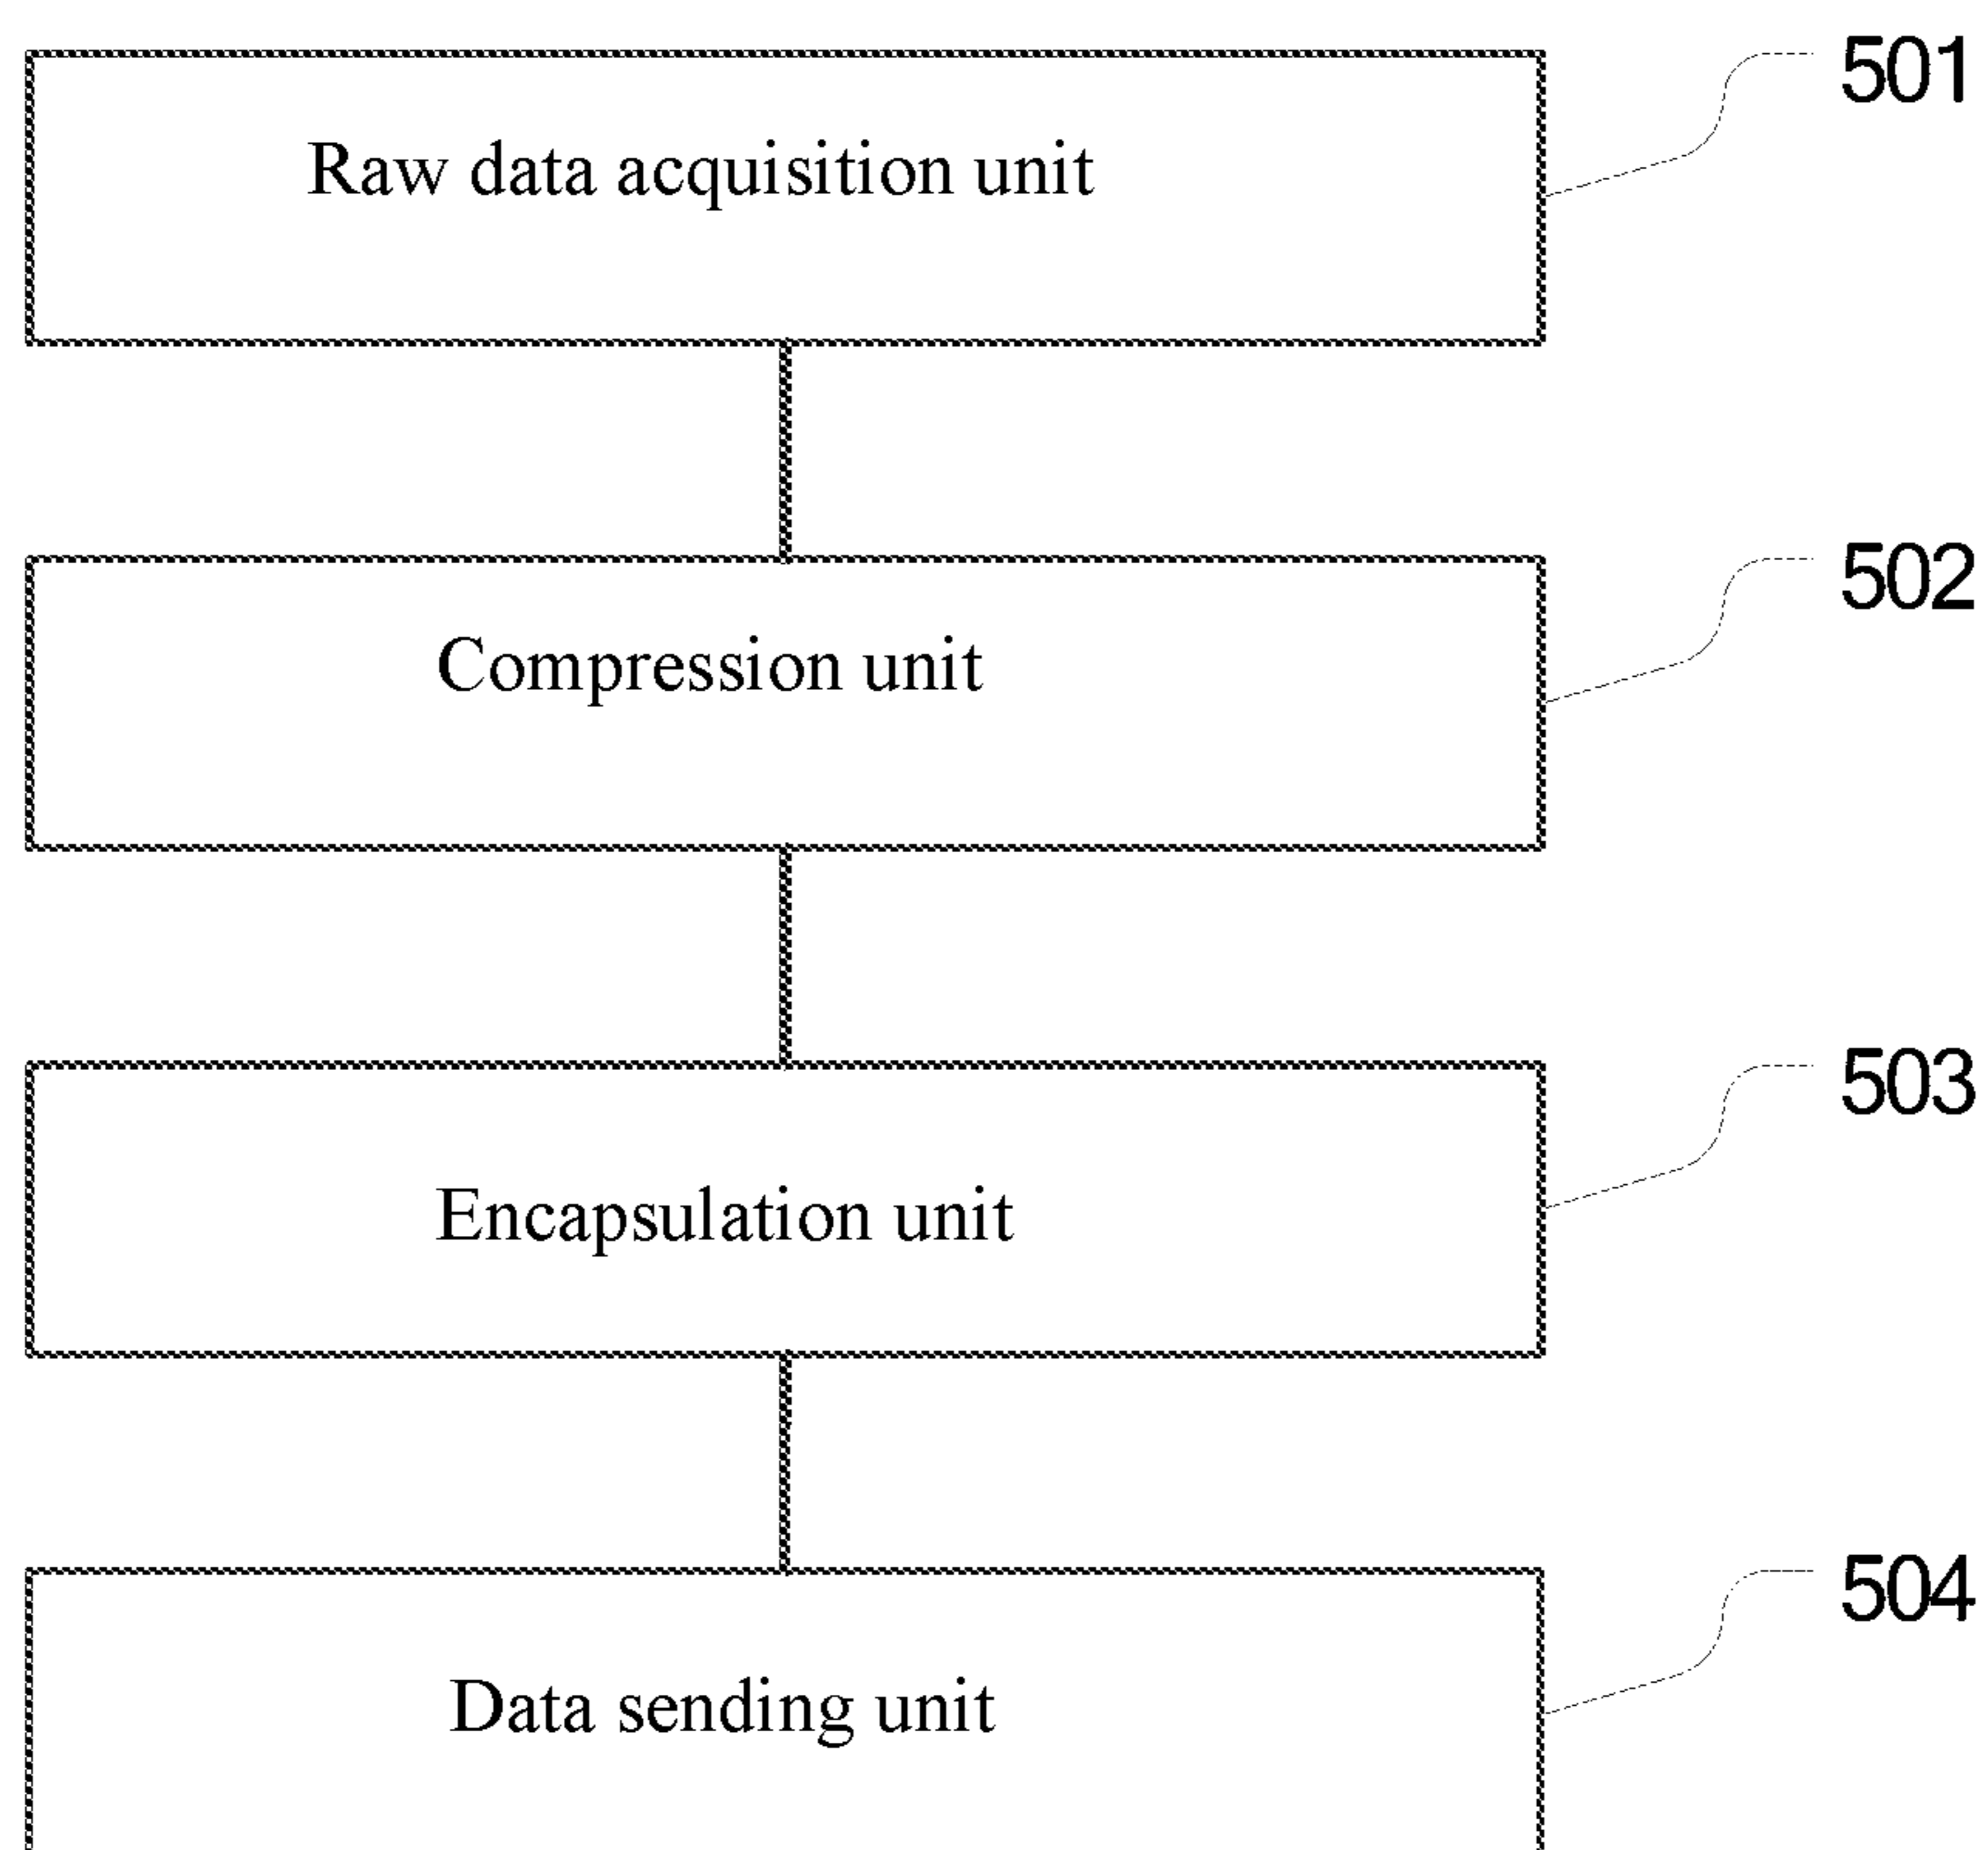 Raw data acquisition unit
501
Compression unit
502
Encapsulation unit
503
Data sending unit
504